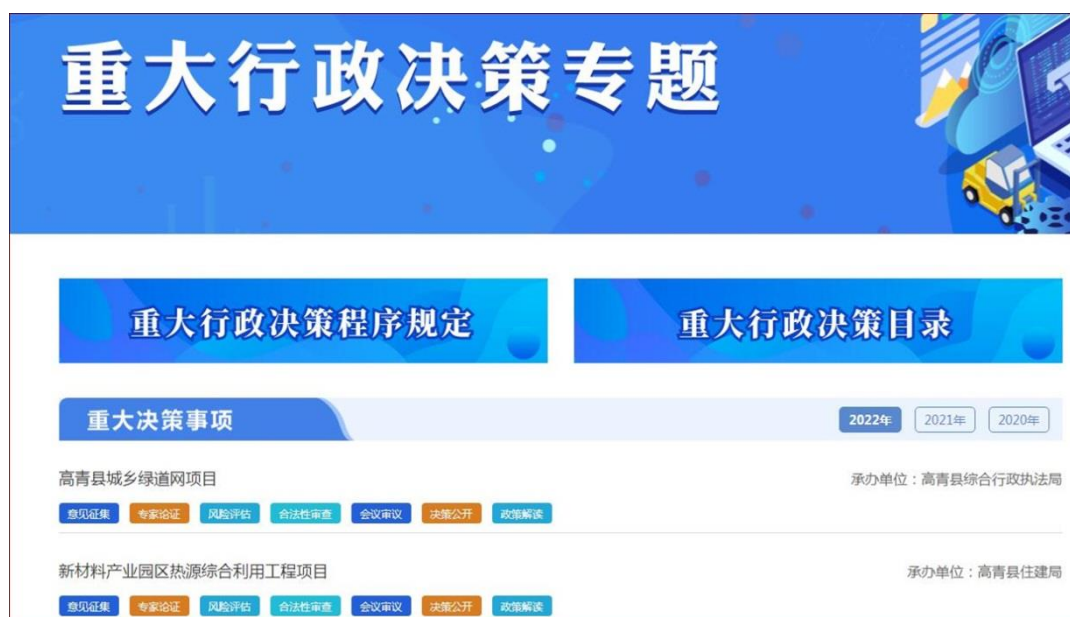 重大行政决策专题
重大行政决策程序规定 重大行政决策目录
重大决策事项 2022年 2021年 2020年
高青县城乡绿道网项目 承办单位：高青县综合行政执法局
意见征集 专家论证 风险评估 合法性审查 会议审议 决策公开 政策解读
新材料产业园区热源综合利用工程项目 承办单位：高青县住建局
意见征集 专家论证 风险评估 合法性审查 会议审议 决策公开 政策解读